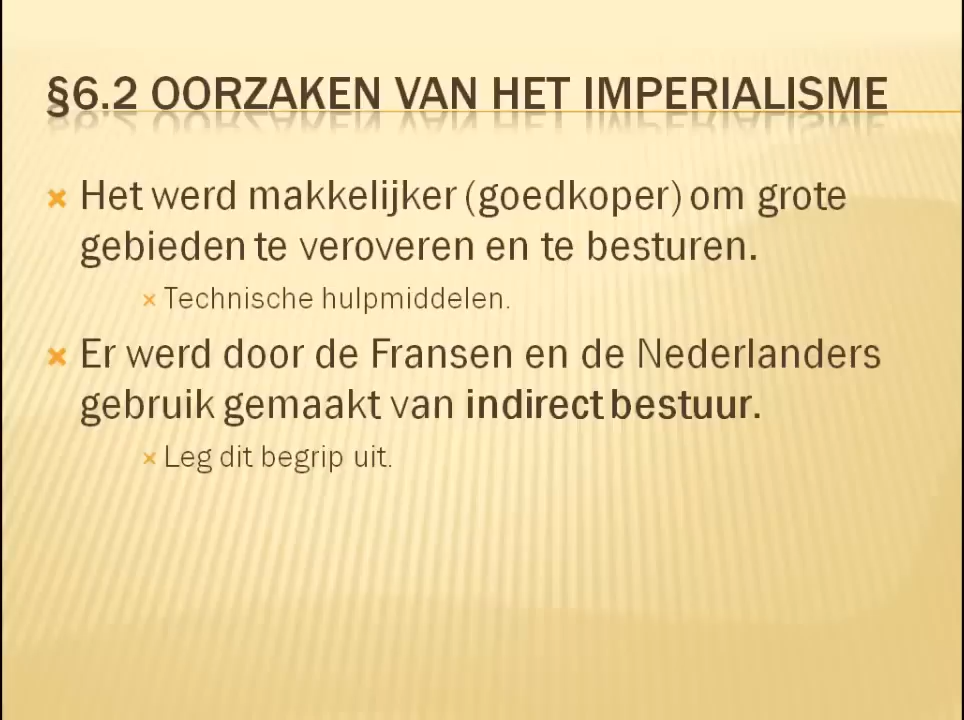 §6.2 OORZAKEN VAN HET IMPERIALISME
Het werd makkelijker (goedkoper) om grote
gebieden te veroveren en te besturen.
Technische hulpmiddelen.
Er werd door de Fransen en de Nederlanders
gebruik gemaakt van indirect bestuur.
Leg dit begrip uit.